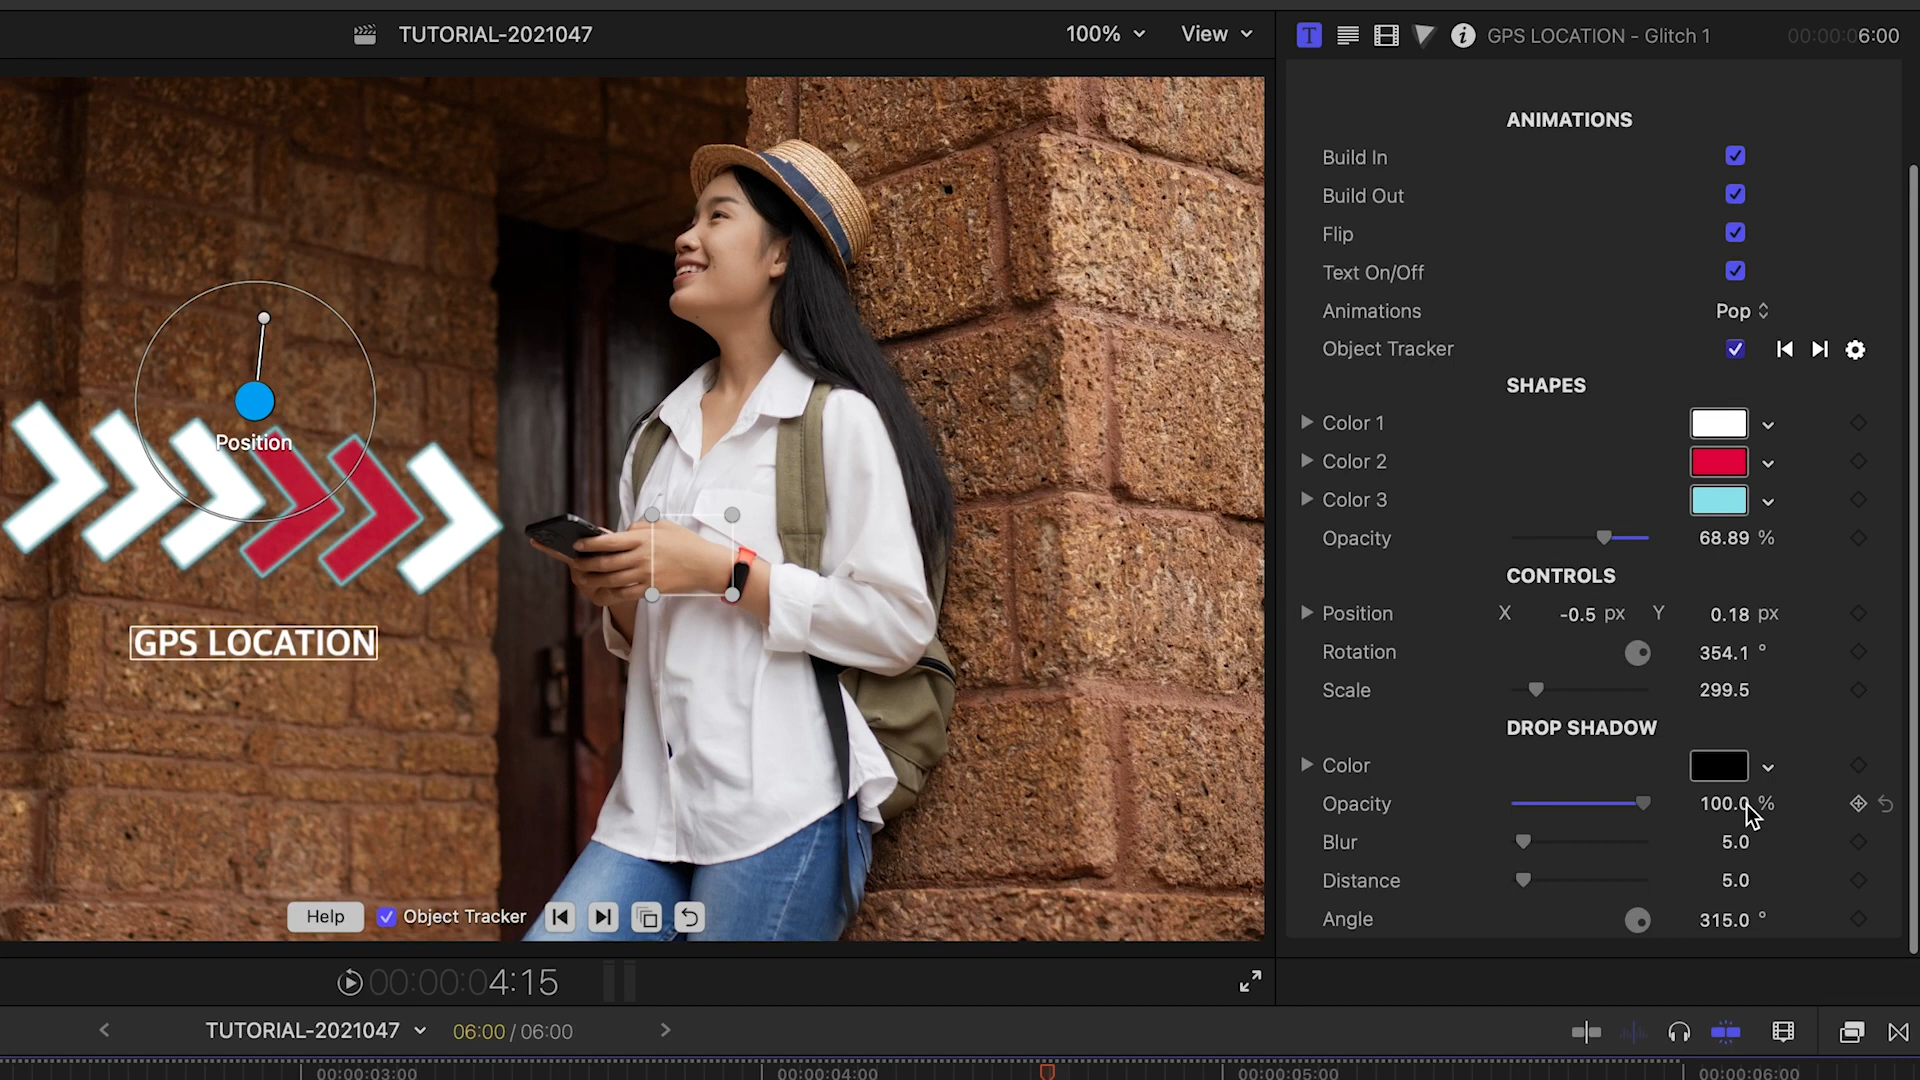 TUTORIAL-2021047
100%
View
T
i
GPS LOCATION - Glitch 1
00:00:06:00
ANIMATIONS
Build In
Build Out
Flip
Text On/Off
Animations
Pop
Object Tracker
SHAPES
Color 1
Color 2
Color 3
Opacity
68.89 %
CONTROLS
Position
X
-0.5 px
Y
0.18 px
Rotation
354.1 °
Scale
299.5
DROP SHADOW
Color
Opacity
100.0 %
Blur
5.0
Distance
5.0
Angle
315.0 °
Position
GPS LOCATION
Help
Object Tracker
00:00:04:15
TUTORIAL-2021047
06:00 / 06:00
00:00:03:00
00:00:04:00
00:00:05:00
00:00:06:00